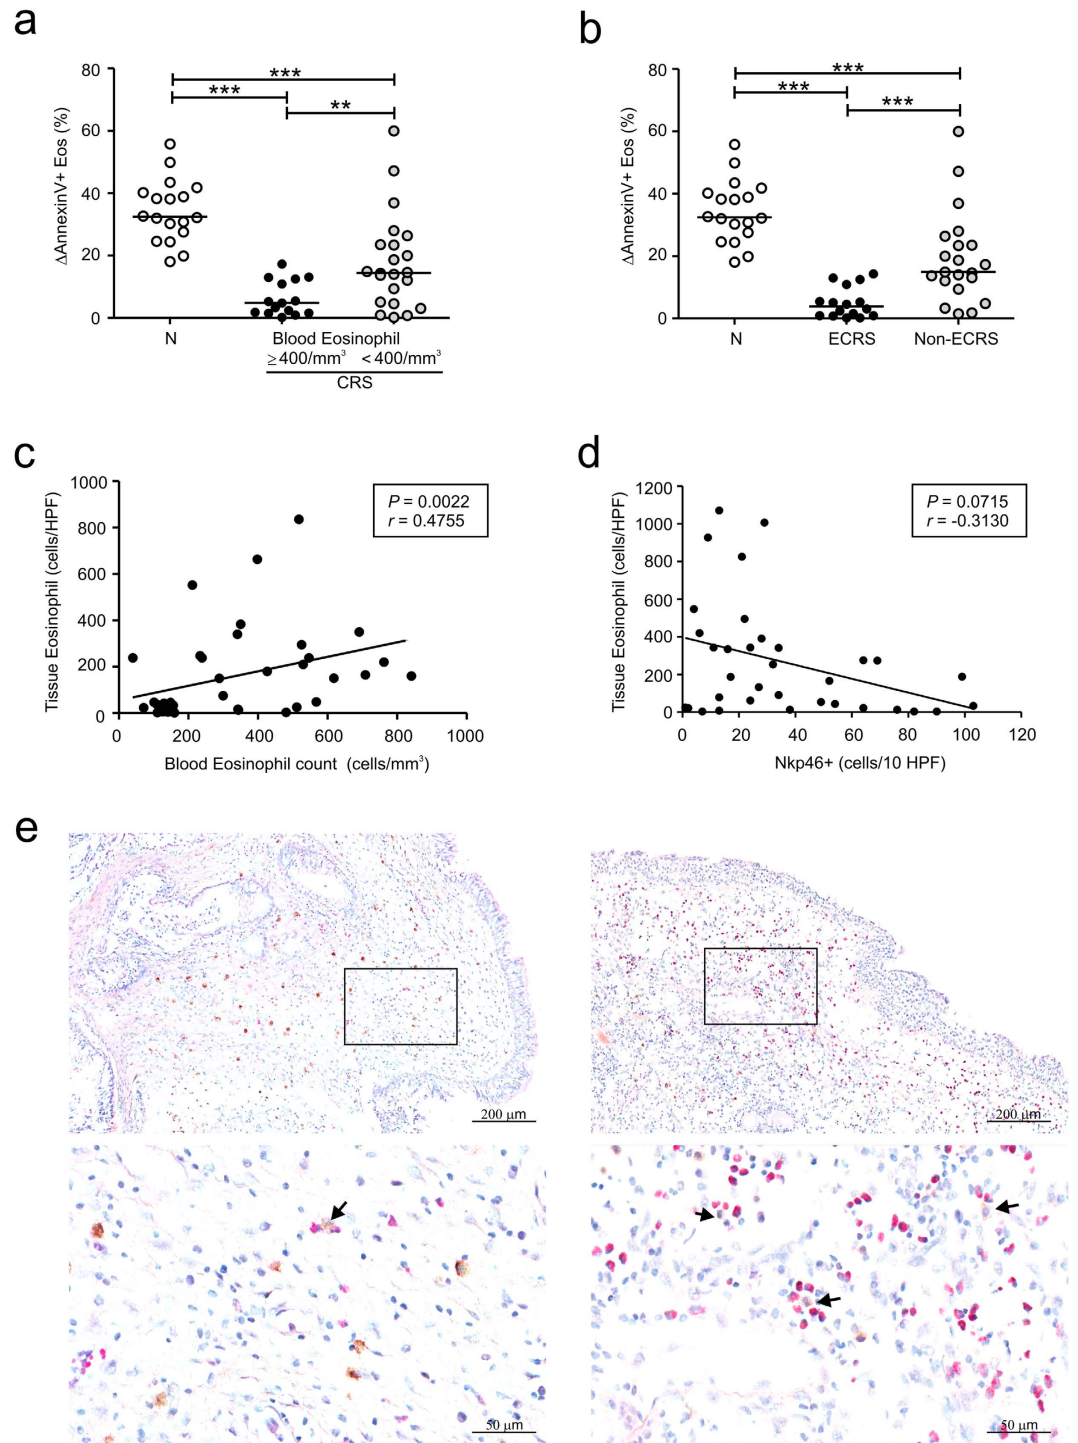 a
80
60
40
20
0
ΔAnnexinV+ Eos (%)
***
***
**
N
Blood Eosinophil
≥400/mm³ <400/mm³
CRS
b
80
60
40
20
0
ΔAnnexinV+ Eos (%)
***
***
***
N ECRS Non-ECRS
c
1000
800
600
400
200
0
Tissue Eosinophil (cells/HPF)
P = 0.0022
r = 0.4755
0 200 400 600 800 1000
Blood Eosinophil count (cells/mm³)
d
1200
1000
800
600
400
200
0
Tissue Eosinophil (cells/HPF)
P = 0.0715
r = -0.3130
0 20 40 60 80 100 120
Nkp46+ (cells/10 HPF)
e
200 µm
200 µm
50 µm
50 µm